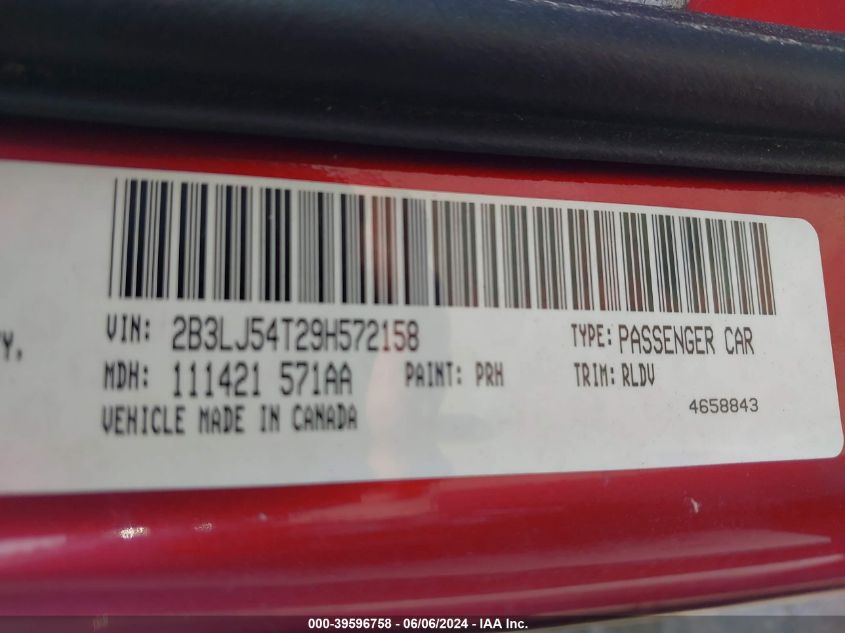 Y,
VIN: 2B3LJ54T29H572158 TYPE: PASSENGER CAR
MDH: 111421 571AA PAINT: PRH TRIM: RLDV
VEHICLE MADE IN CANADA 4658843
000-39596758 - 06/06/2024 - IAA Inc.